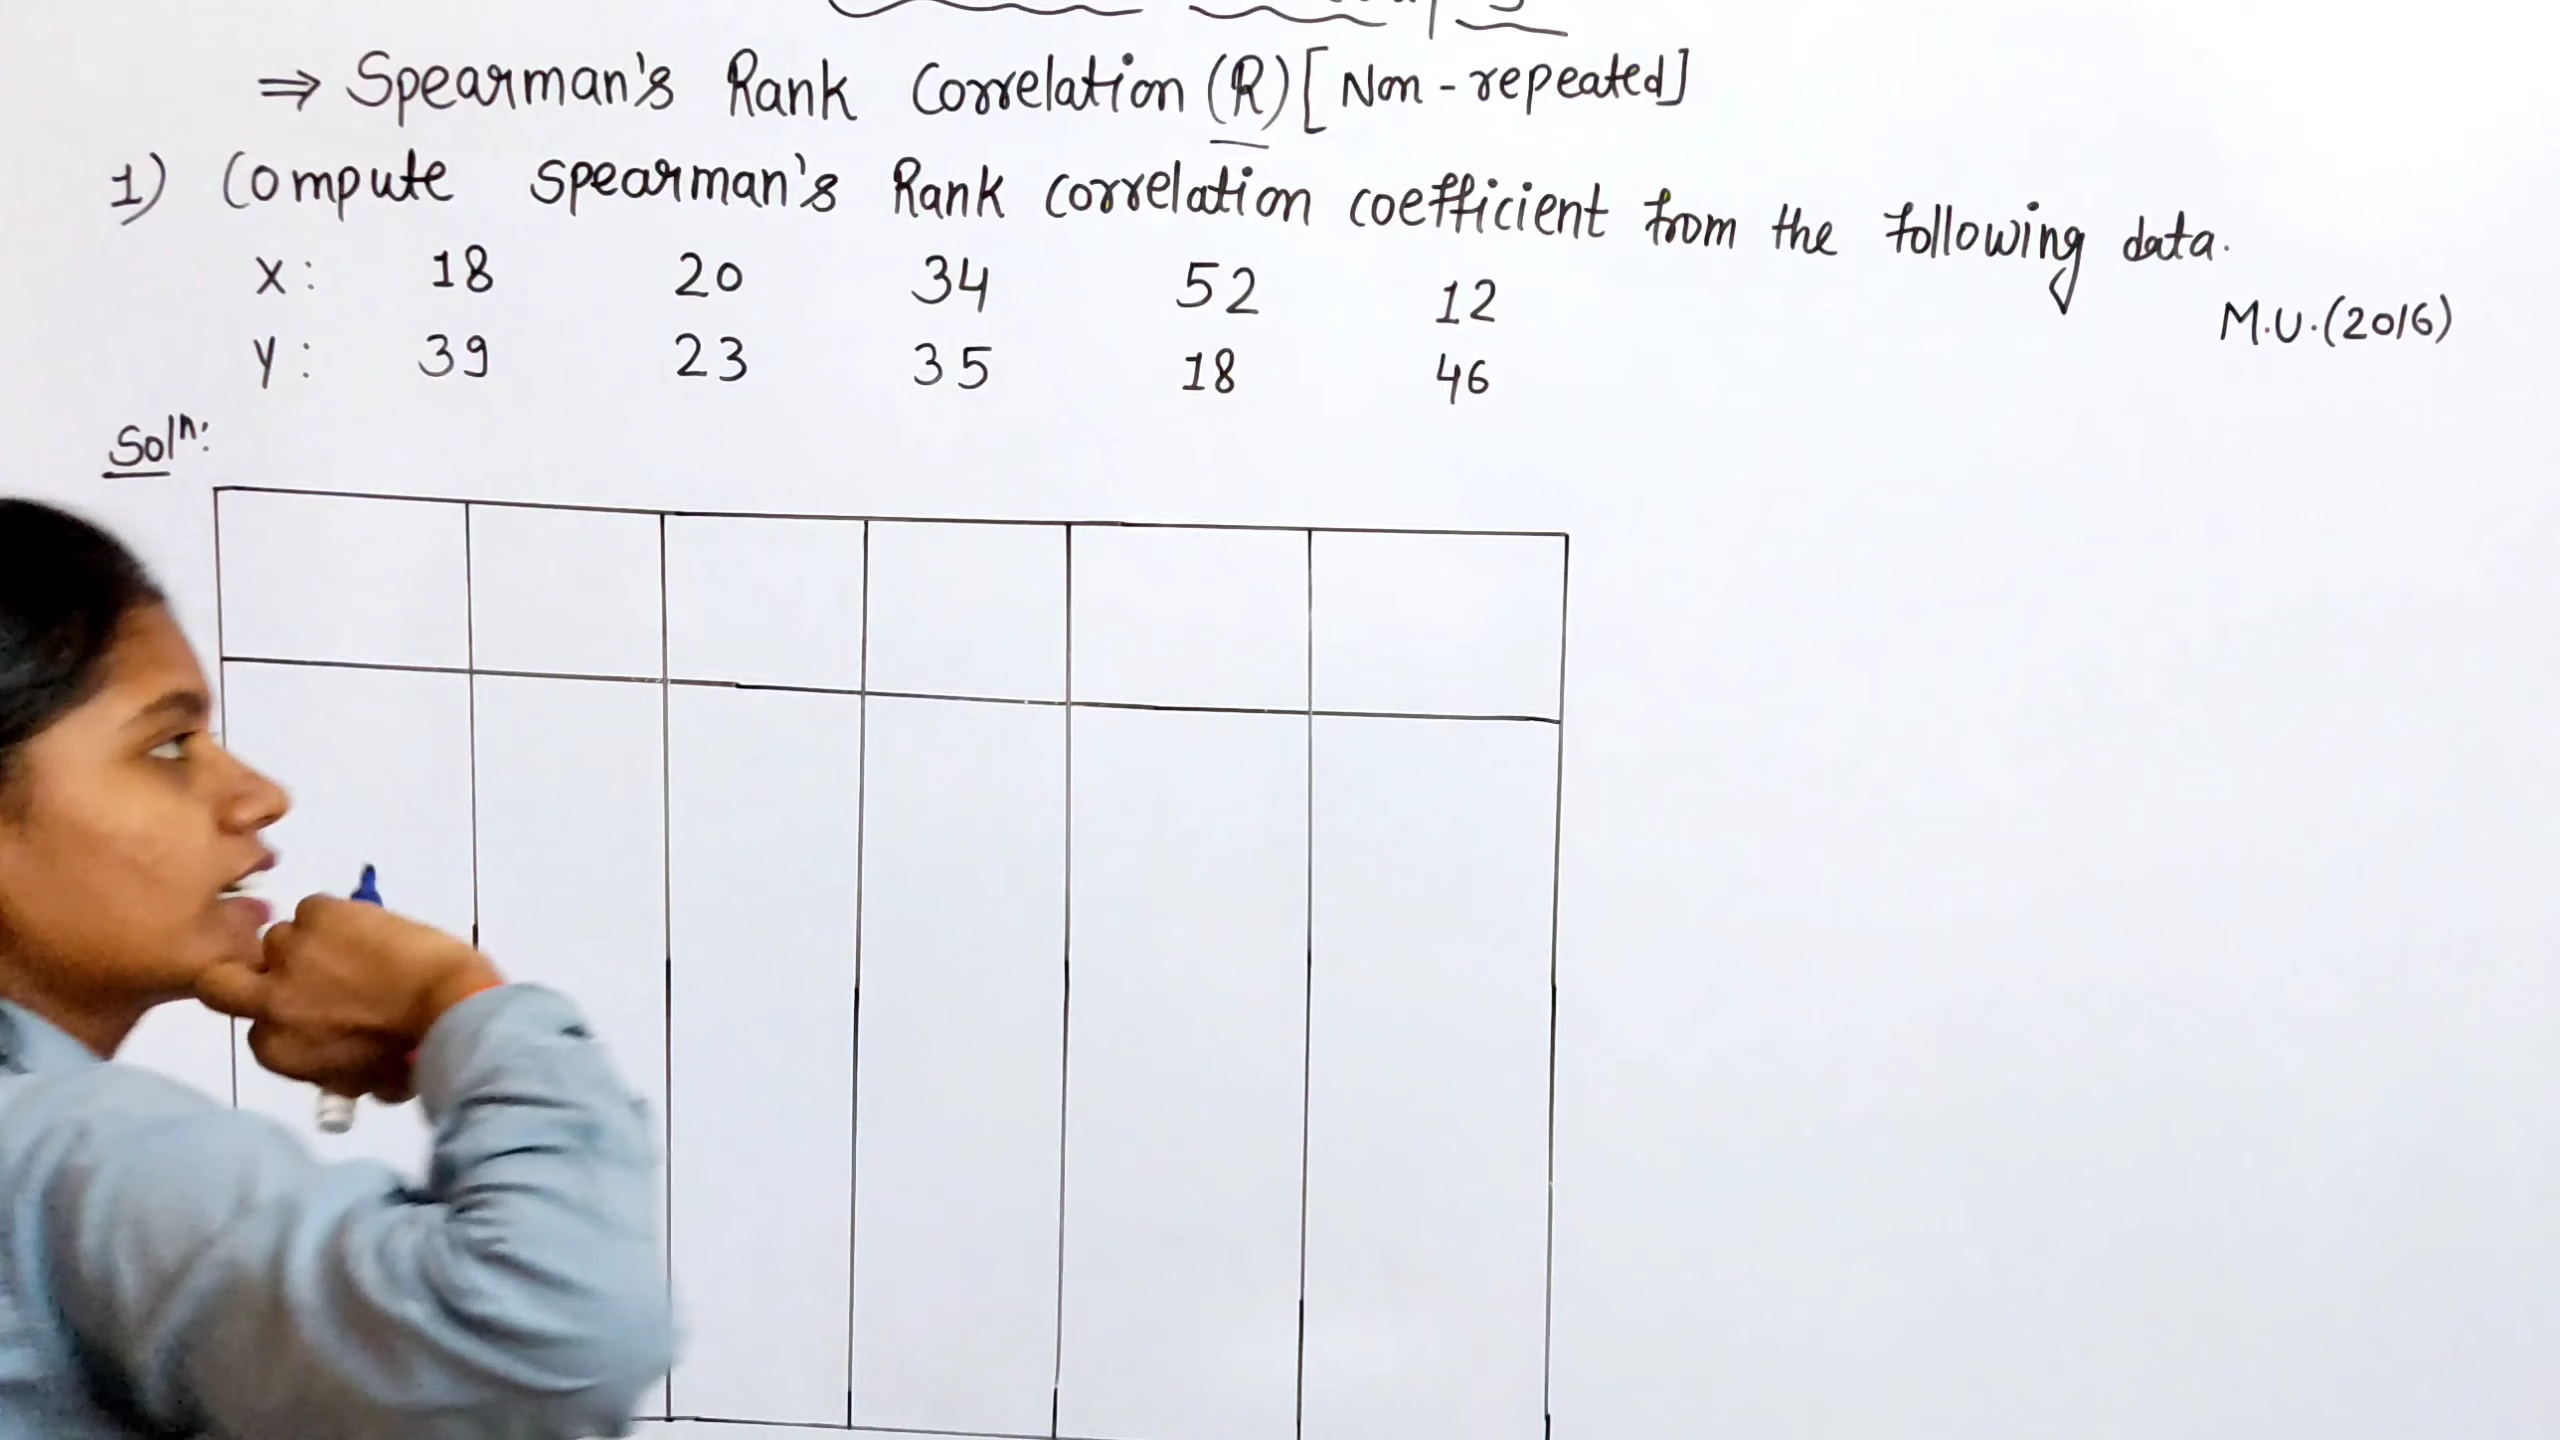 ⇒ Spearman's Rank Correlation (R) [Non-repeated]
1) Compute spearman's Rank correlation coefficient from the following data.
X: 18 20 34 52 12
M.U.(2016)
Y: 39 23 35 18 46
Solⁿ: